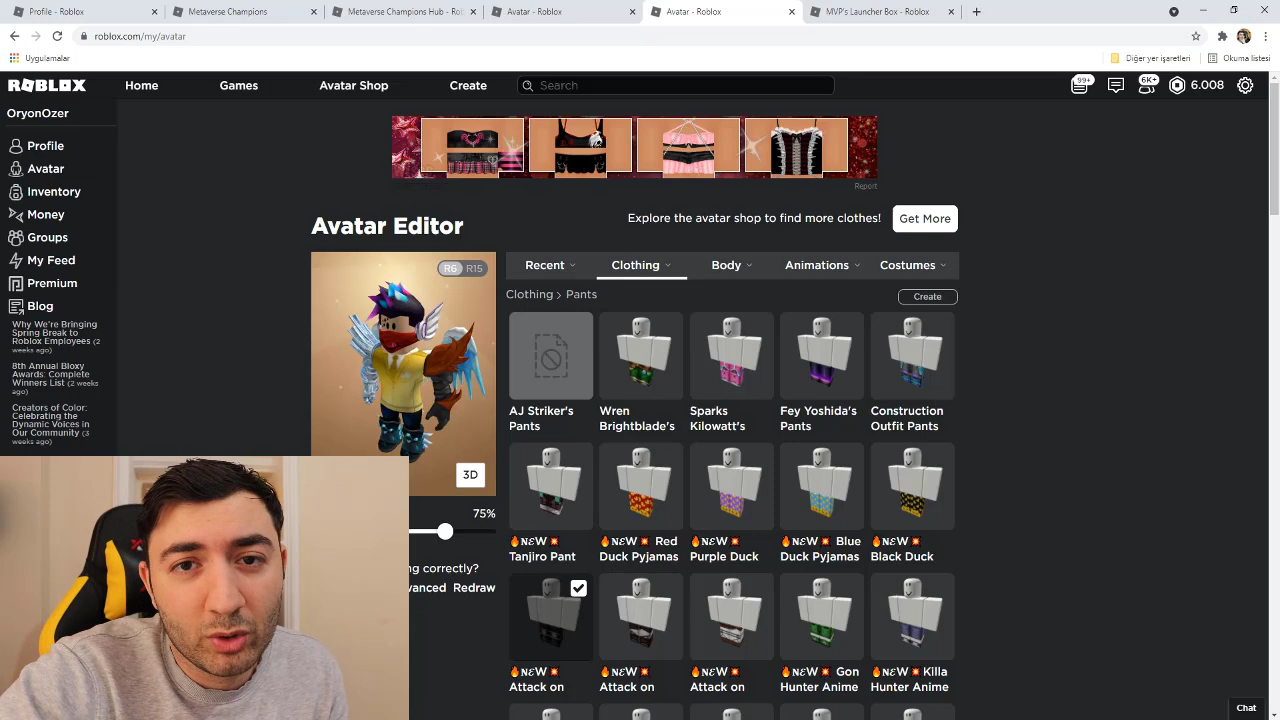 Profile - Roblox
Metaverse Champions
Metaverse Champions Hub - Rob
Avatar - Roblox
Avatar - Roblox
MVP's Launcher Box - Roblox
roblox.com/my/avatar
Uygulamalar
Diğer yer işaretleri
Okuma listesi
ROBLOX
Home
Games
Avatar Shop
Create
Search
99+
6K+
6.008
OryonOzer
Profile
Avatar
Inventory
Money
Groups
My Feed
Premium
Blog
Why We're Bringing
Spring Break to
Roblox Employees (2
weeks ago)
8th Annual Bloxy
Awards: Complete
Winners List (2 weeks
ago)
Creators of Color:
Celebrating the
Dynamic Voices in
Our Community (3
weeks ago)
Report
Avatar Editor
Explore the avatar shop to find more clothes!
Get More
R6 R15
3D
75%
ng correctly?
vanced Redraw
Recent
Clothing
Body
Animations
Costumes
Clothing > Pants
Create
AJ Striker's
Pants
Wren
Brightblade's
Sparks
Kilowatt's
Fey Yoshida's
Pants
Construction
Outfit Pants
🔥NEW💥
Tanjiro Pant
🔥NEW💥 Red
Duck Pyjamas
🔥NEW💥
Purple Duck
🔥NEW💥 Blue
Duck Pyjamas
🔥NEW💥
Black Duck
🔥NEW💥
Attack on
🔥NEW💥
Attack on
🔥NEW💥
Attack on
🔥NEW💥 Gon
Hunter Anime
🔥NEW💥Killa
Hunter Anime
Chat